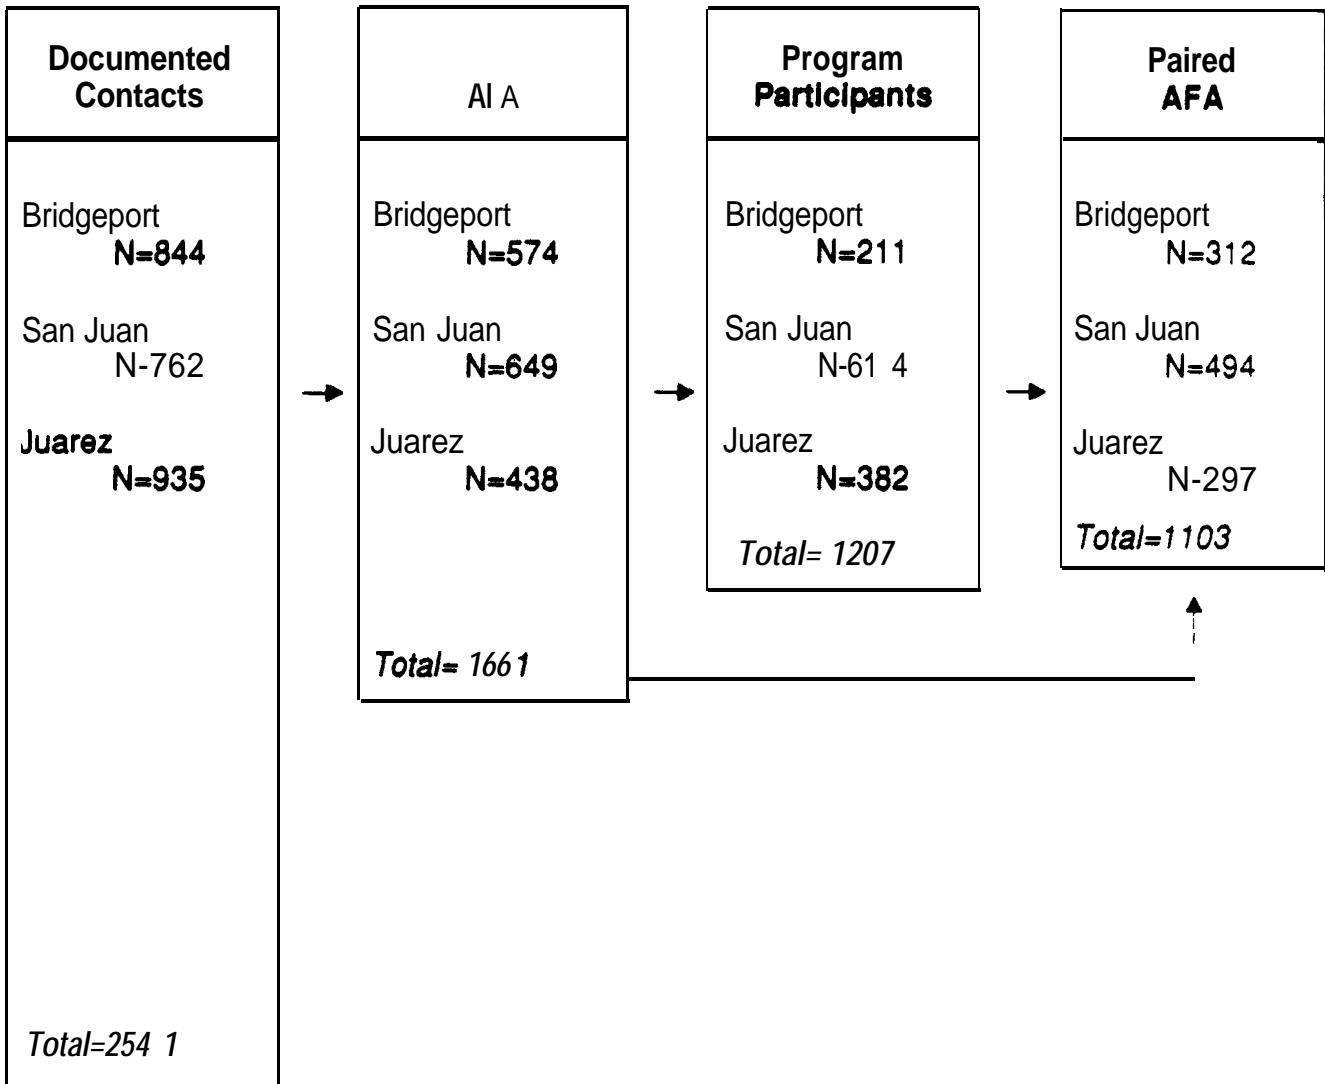 Documented
Contacts
Bridgeport
N=844
San Juan
N-762
Juarez
N=935
Total=254 1
AI A
Bridgeport
N=574
San Juan
N=649
Juarez
N=438
Total= 1661
Program
Participants
Bridgeport
N=211
San Juan
N-61 4
Juarez
N=382
Total= 1207
Paired
AFA
Bridgeport
N=312
San Juan
N=494
Juarez
N-297
Total=1103